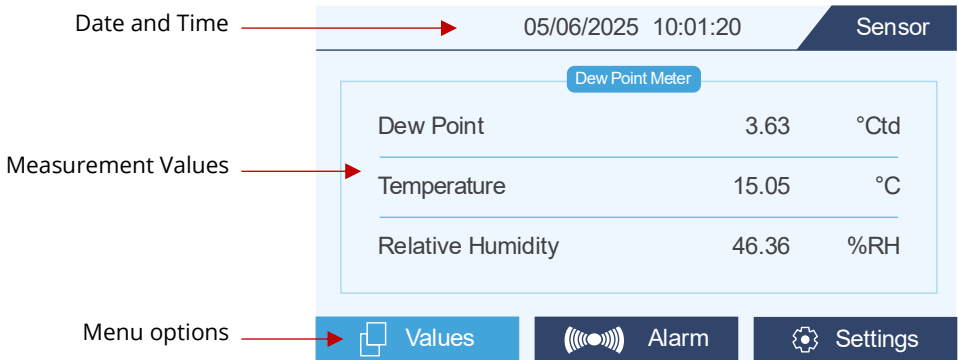 Date and Time 05/06/2025 10:01:20 Sensor
Dew Point Meter
Dew Point 3.63 °Ctd
Measurement Values
Temperature 15.05 °C
Relative Humidity 46.36 %RH
Menu options Values Alarm Settings